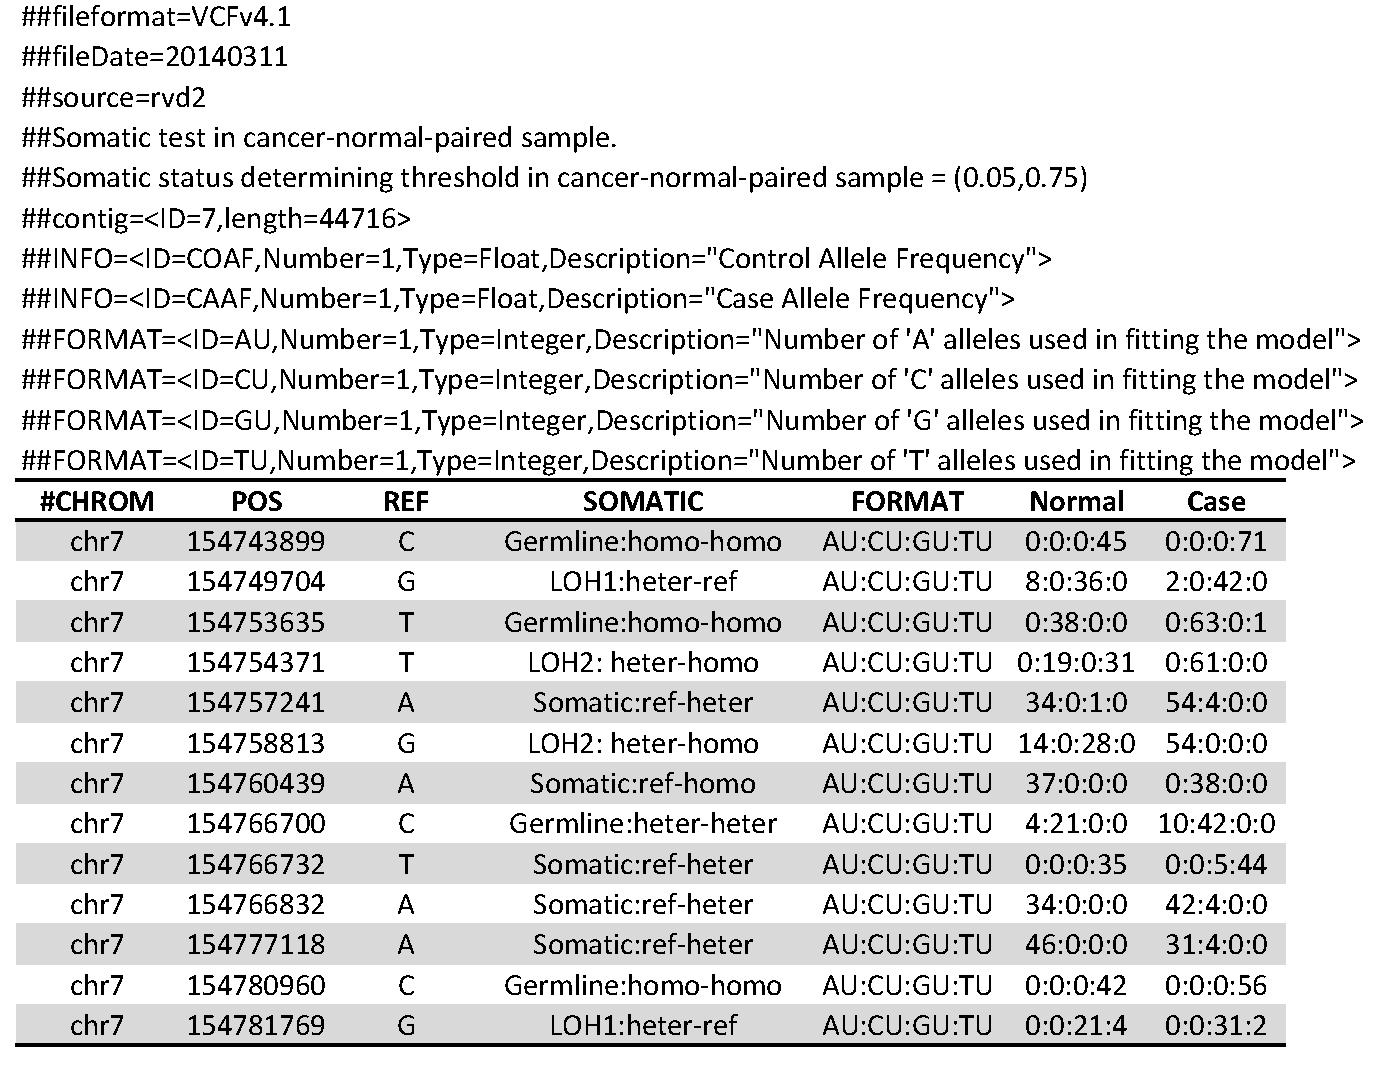 ##fileformat=VCFv4.1
##fileDate=20140311
##source=rvd2
##Somatic test in cancer-normal-paired sample.
##Somatic status determining threshold in cancer-normal-paired sample = (0.05,0.75)
##contig=<ID=7,length=44716>
##INFO=<ID=COAF,Number=1,Type=Float,Description="Control Allele Frequency">
##INFO=<ID=CAAF,Number=1,Type=Float,Description="Case Allele Frequency">
##FORMAT=<ID=AU,Number=1,Type=Integer,Description="Number of 'A' alleles used in fitting the model">
##FORMAT=<ID=CU,Number=1,Type=Integer,Description="Number of 'C' alleles used in fitting the model">
##FORMAT=<ID=GU,Number=1,Type=Integer,Description="Number of 'G' alleles used in fitting the model">
##FORMAT=<ID=TU,Number=1,Type=Integer,Description="Number of 'T' alleles used in fitting the model">
#CHROM POS REF SOMATIC FORMAT Normal Case
chr7 154743899 C Germline:homo-homo AU:CU:GU:TU 0:0:0:45 0:0:0:71
chr7 154749704 G LOH1:heter-ref AU:CU:GU:TU 8:0:36:0 2:0:42:0
chr7 154753635 T Germline:homo-homo AU:CU:GU:TU 0:38:0:0 0:63:0:1
chr7 154754371 T LOH2: heter-homo AU:CU:GU:TU 0:19:0:31 0:61:0:0
chr7 154757241 A Somatic:ref-heter AU:CU:GU:TU 34:0:1:0 54:4:0:0
chr7 154758813 G LOH2: heter-homo AU:CU:GU:TU 14:0:28:0 54:0:0:0
chr7 154760439 A Somatic:ref-homo AU:CU:GU:TU 37:0:0:0 0:38:0:0
chr7 154766700 C Germline:heter-heter AU:CU:GU:TU 4:21:0:0 10:42:0:0
chr7 154766732 T Somatic:ref-heter AU:CU:GU:TU 0:0:0:35 0:0:5:44
chr7 154766832 A Somatic:ref-heter AU:CU:GU:TU 34:0:0:0 42:4:0:0
chr7 154777118 A Somatic:ref-heter AU:CU:GU:TU 46:0:0:0 31:4:0:0
chr7 154780960 C Germline:homo-homo AU:CU:GU:TU 0:0:0:42 0:0:0:56
chr7 154781769 G LOH1:heter-ref AU:CU:GU:TU 0:0:21:4 0:0:31:2